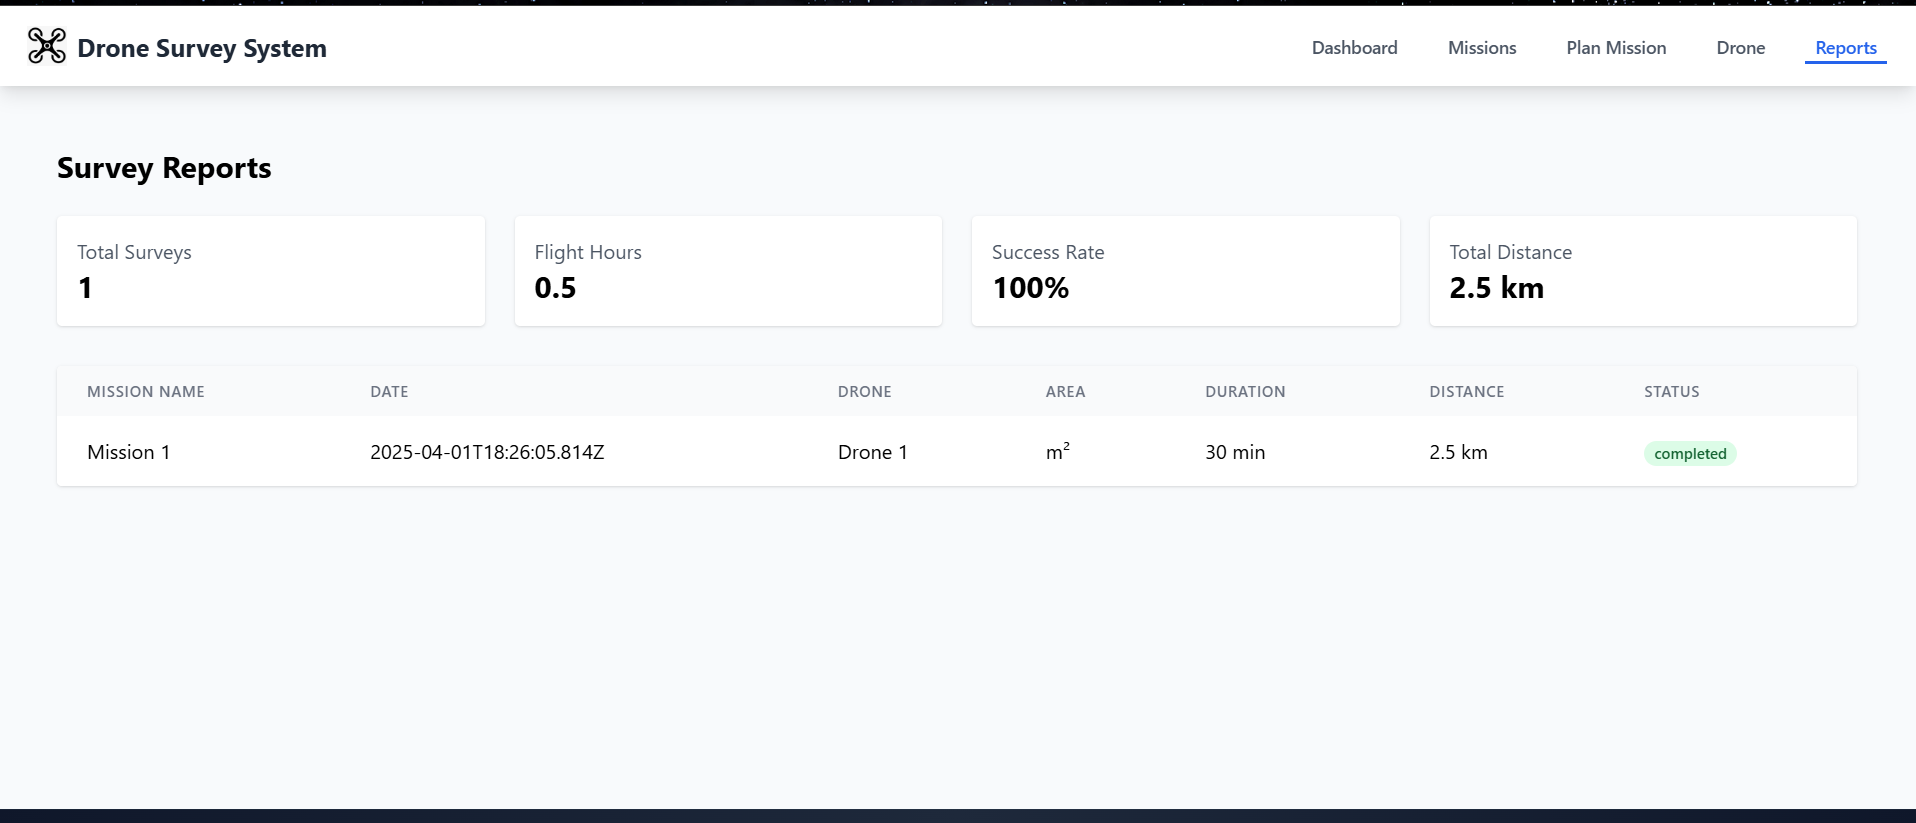 Drone Survey System
Dashboard Missions Plan Mission Drone Reports
Survey Reports
Total Surveys Flight Hours Success Rate Total Distance
1 0.5 100% 2.5 km
MISSION NAME DATE DRONE AREA DURATION DISTANCE STATUS
Mission 1 2025-04-01T18:26:05.814Z Drone 1 m² 30 min 2.5 km completed